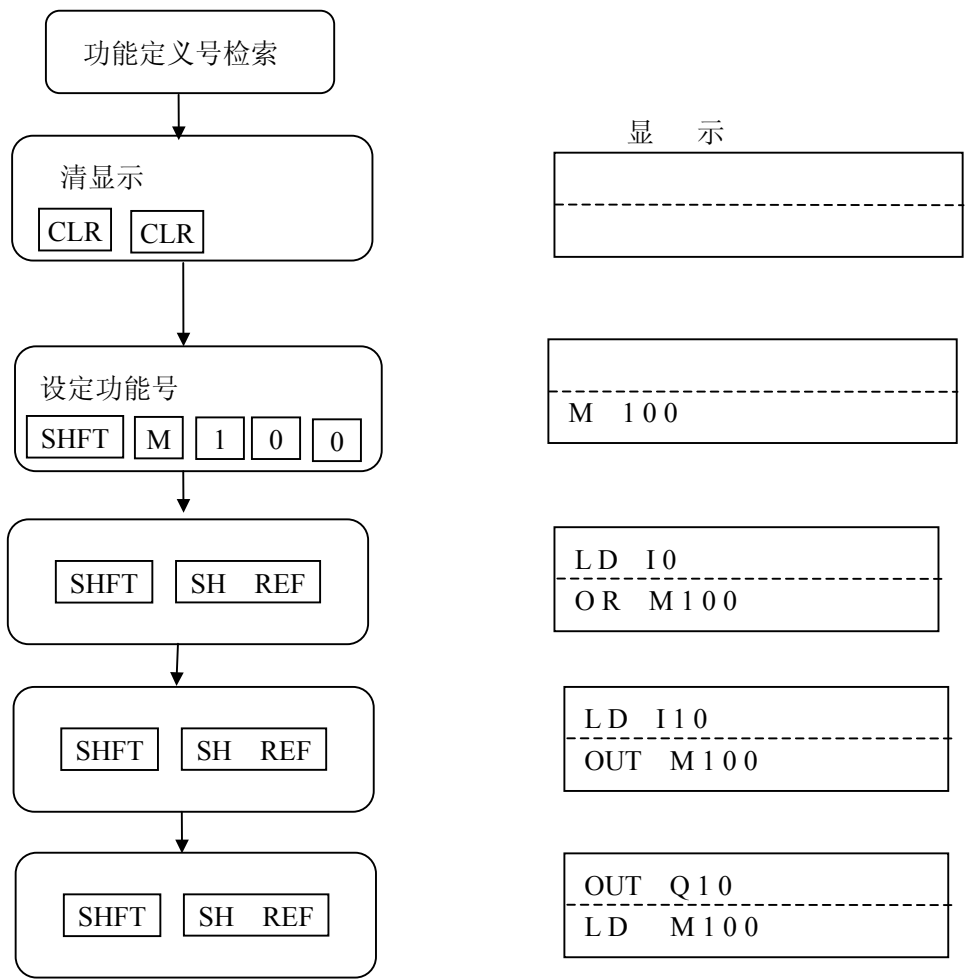 功能定义号检索
显 示
清显示
CLR CLR
设定功能号
SHFT M 1 0 0
M 100
SHFT SH REF
LD I0
OR M100
SHFT SH REF
LD I10
OUT M100
SHFT SH REF
OUT Q10
LD M100